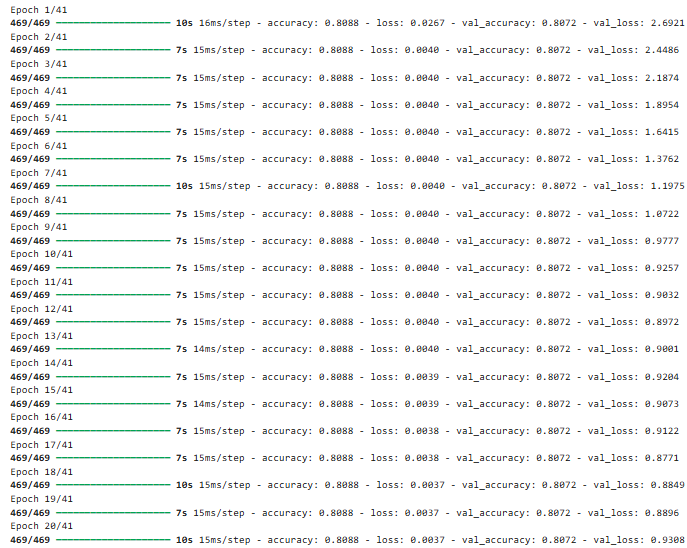 Epoch 1/41
469/469 ━━━━━━━━━━━━━━━━━━━━ 10s 16ms/step - accuracy: 0.8088 - loss: 0.0267 - val_accuracy: 0.8072 - val_loss: 2.6921
Epoch 2/41
469/469 ━━━━━━━━━━━━━━━━━━━━ 7s 15ms/step - accuracy: 0.8088 - loss: 0.0040 - val_accuracy: 0.8072 - val_loss: 2.4486
Epoch 3/41
469/469 ━━━━━━━━━━━━━━━━━━━━ 7s 15ms/step - accuracy: 0.8088 - loss: 0.0040 - val_accuracy: 0.8072 - val_loss: 2.1874
Epoch 4/41
469/469 ━━━━━━━━━━━━━━━━━━━━ 7s 15ms/step - accuracy: 0.8088 - loss: 0.0040 - val_accuracy: 0.8072 - val_loss: 1.8954
Epoch 5/41
469/469 ━━━━━━━━━━━━━━━━━━━━ 7s 15ms/step - accuracy: 0.8088 - loss: 0.0040 - val_accuracy: 0.8072 - val_loss: 1.6415
Epoch 6/41
469/469 ━━━━━━━━━━━━━━━━━━━━ 7s 15ms/step - accuracy: 0.8088 - loss: 0.0040 - val_accuracy: 0.8072 - val_loss: 1.3762
Epoch 7/41
469/469 ━━━━━━━━━━━━━━━━━━━━ 10s 15ms/step - accuracy: 0.8088 - loss: 0.0040 - val_accuracy: 0.8072 - val_loss: 1.1975
Epoch 8/41
469/469 ━━━━━━━━━━━━━━━━━━━━ 7s 15ms/step - accuracy: 0.8088 - loss: 0.0040 - val_accuracy: 0.8072 - val_loss: 1.0722
Epoch 9/41
469/469 ━━━━━━━━━━━━━━━━━━━━ 7s 15ms/step - accuracy: 0.8088 - loss: 0.0040 - val_accuracy: 0.8072 - val_loss: 0.9777
Epoch 10/41
469/469 ━━━━━━━━━━━━━━━━━━━━ 7s 15ms/step - accuracy: 0.8088 - loss: 0.0040 - val_accuracy: 0.8072 - val_loss: 0.9257
Epoch 11/41
469/469 ━━━━━━━━━━━━━━━━━━━━ 7s 15ms/step - accuracy: 0.8088 - loss: 0.0040 - val_accuracy: 0.8072 - val_loss: 0.9032
Epoch 12/41
469/469 ━━━━━━━━━━━━━━━━━━━━ 7s 15ms/step - accuracy: 0.8088 - loss: 0.0040 - val_accuracy: 0.8072 - val_loss: 0.8972
Epoch 13/41
469/469 ━━━━━━━━━━━━━━━━━━━━ 7s 14ms/step - accuracy: 0.8088 - loss: 0.0040 - val_accuracy: 0.8072 - val_loss: 0.9001
Epoch 14/41
469/469 ━━━━━━━━━━━━━━━━━━━━ 7s 15ms/step - accuracy: 0.8088 - loss: 0.0039 - val_accuracy: 0.8072 - val_loss: 0.9204
Epoch 15/41
469/469 ━━━━━━━━━━━━━━━━━━━━ 7s 14ms/step - accuracy: 0.8088 - loss: 0.0039 - val_accuracy: 0.8072 - val_loss: 0.9073
Epoch 16/41
469/469 ━━━━━━━━━━━━━━━━━━━━ 7s 15ms/step - accuracy: 0.8088 - loss: 0.0038 - val_accuracy: 0.8072 - val_loss: 0.9122
Epoch 17/41
469/469 ━━━━━━━━━━━━━━━━━━━━ 7s 15ms/step - accuracy: 0.8088 - loss: 0.0038 - val_accuracy: 0.8072 - val_loss: 0.8771
Epoch 18/41
469/469 ━━━━━━━━━━━━━━━━━━━━ 10s 15ms/step - accuracy: 0.8088 - loss: 0.0037 - val_accuracy: 0.8072 - val_loss: 0.8849
Epoch 19/41
469/469 ━━━━━━━━━━━━━━━━━━━━ 7s 15ms/step - accuracy: 0.8088 - loss: 0.0037 - val_accuracy: 0.8072 - val_loss: 0.8896
Epoch 20/41
469/469 ━━━━━━━━━━━━━━━━━━━━ 10s 15ms/step - accuracy: 0.8088 - loss: 0.0037 - val_accuracy: 0.8072 - val_loss: 0.9308